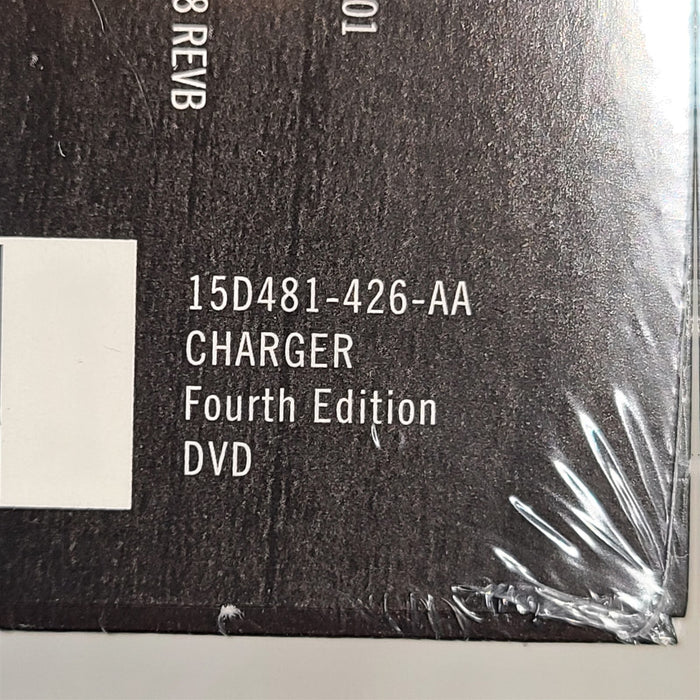 01
8 REVB
15D481-426-AA
CHARGER
Fourth Edition
DVD